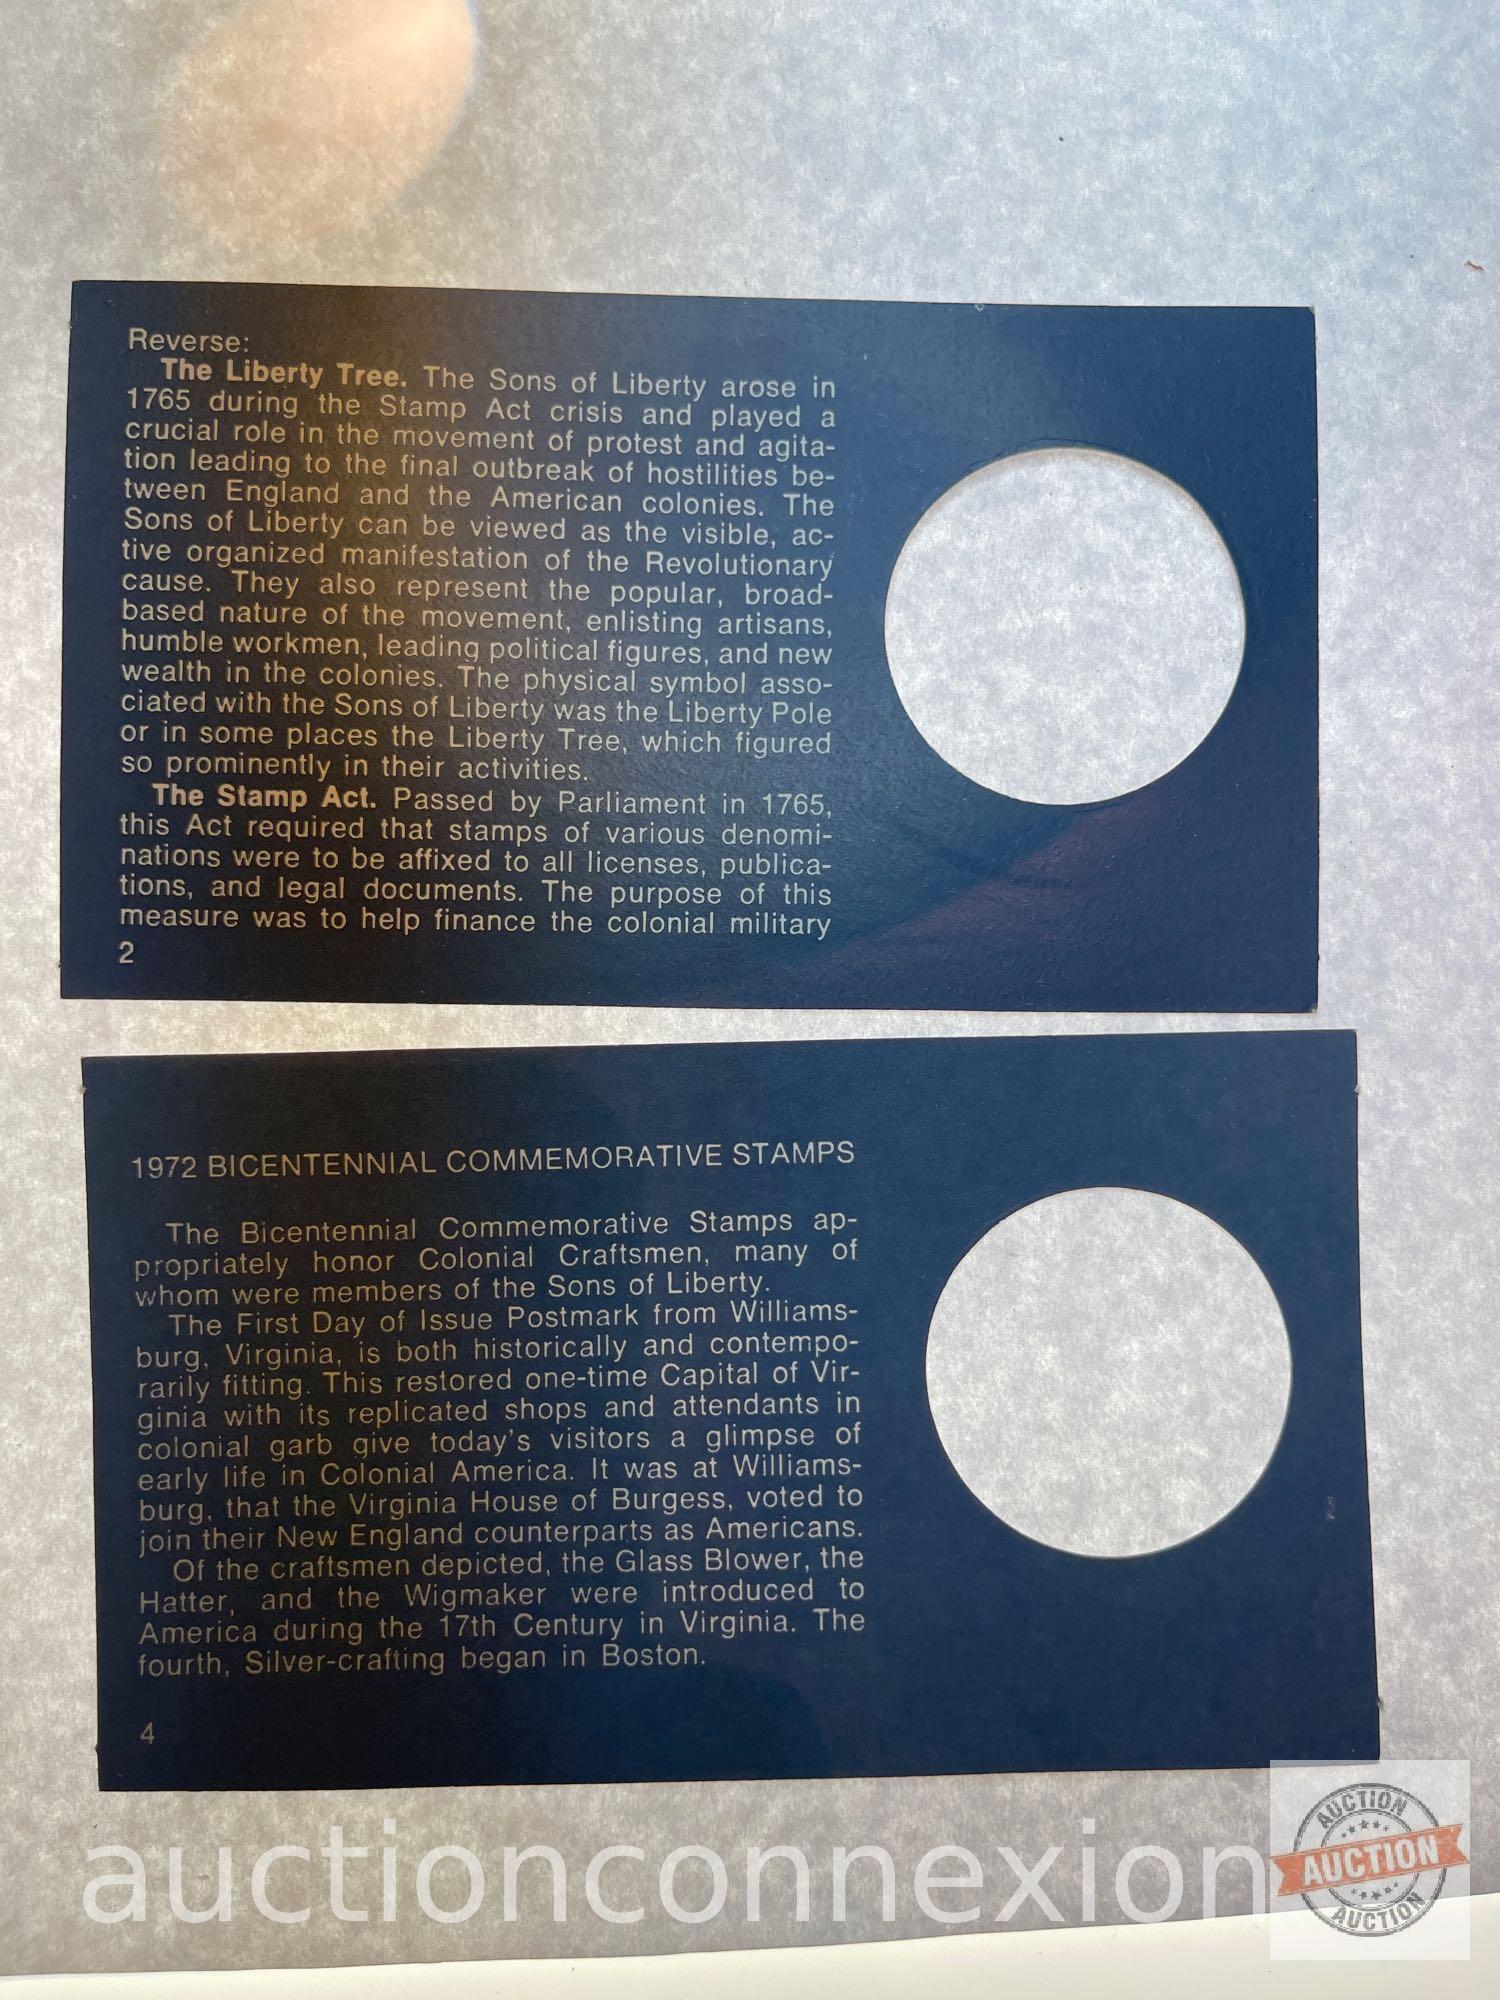 Reverse:
The Liberty Tree. The Sons of Liberty arose in
1765 during the Stamp Act crisis and played a
crucial role in the movement of protest and agita-
tion leading to the final outbreak of hostilities be-
tween England and the American colonies. The
Sons of Liberty can be viewed as the visible, ac-
tive organized manifestation of the Revolutionary
cause. They also represent the popular, broad-
based nature of the movement, enlisting artisans,
humble workmen, leading political figures, and new
wealth in the colonies. The physical symbol asso-
ciated with the Sons of Liberty was the Liberty Pole
or in some places the Liberty Tree, which figured
so prominently in their activities.
The Stamp Act. Passed by Parliament in 1765,
this Act required that stamps of various denomi-
nations were to be affixed to all licenses, publica-
tions, and legal documents. The purpose of this
measure was to help finance the colonial military
2
1972 BICENTENNIAL COMMEMORATIVE STAMPS
The Bicentennial Commemorative Stamps ap-
propriately honor Colonial Craftsmen, many of
whom were members of the Sons of Liberty.
The First Day of Issue Postmark from Williams-
burg, Virginia, is both historically and contempo-
rarily fitting. This restored one-time Capital of Vir-
ginia with its replicated shops and attendants in
colonial garb give today's visitors a glimpse of
early life in Colonial America. It was at Williams-
burg, that the Virginia House of Burgess, voted to
join their New England counterparts as Americans.
Of the craftsmen depicted, the Glass Blower, the
Hatter, and the Wigmaker were introduced to
America during the 17th Century in Virginia. The
fourth, Silver-crafting began in Boston.
4
auctionconnexion
AUCTION
AUCTION
AUCTION